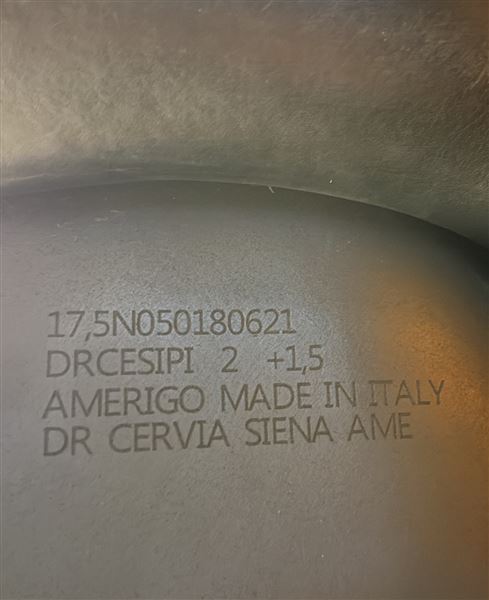 17,5N050180621
DRCESIPI 2 +1,5
AMERIGO MADE IN ITALY
DR CERVIA SIENA AME